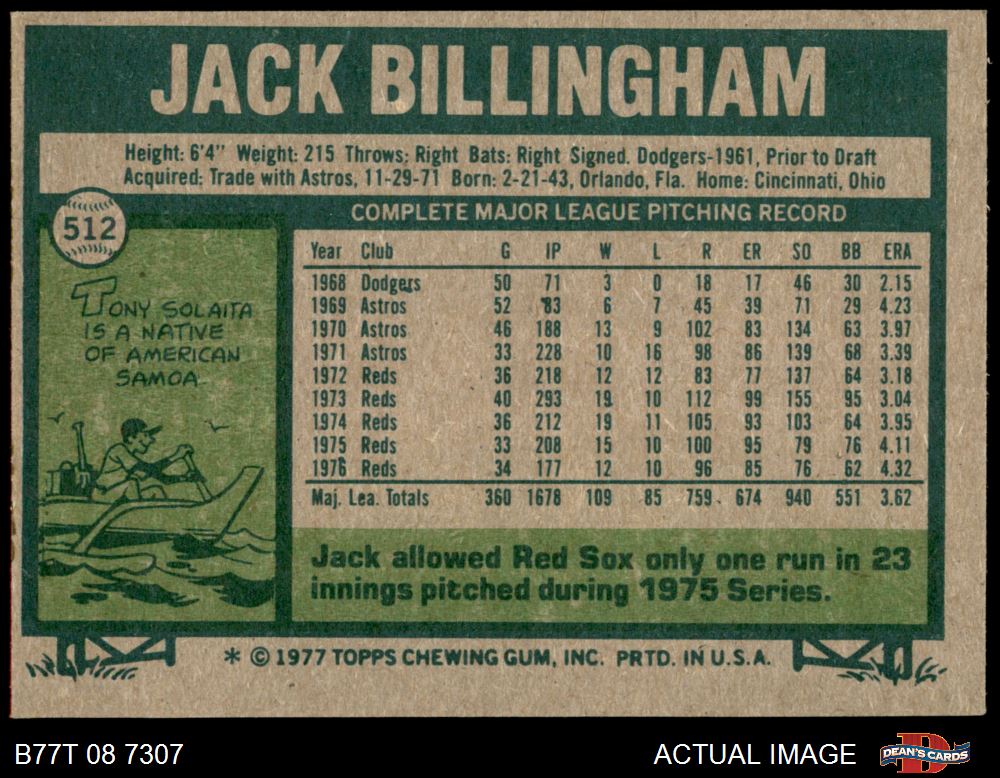 JACK BILLINGHAM
Height: 6'4" Weight: 215 Throws: Right Bats: Right Signed. Dodgers-1961, Prior to Draft
Acquired: Trade with Astros, 11-29-71 Born: 2-21-43, Orlando, Fla. Home: Cincinnati, Ohio
512
TONY SOLAITA
IS A NATIVE
OF AMERICAN
SAMOA
COMPLETE MAJOR LEAGUE PITCHING RECORD
Year Club G IP W L R ER SO BB ERA
1968 Dodgers 50 71 3 0 18 17 46 30 2.15
1969 Astros 52 83 6 7 45 39 71 29 4.23
1970 Astros 46 188 13 9 102 83 134 63 3.97
1971 Astros 33 228 10 16 98 86 139 68 3.39
1972 Reds 36 218 12 12 83 77 137 64 3.18
1973 Reds 40 293 19 10 112 99 155 95 3.04
1974 Reds 36 212 19 11 105 93 103 64 3.95
1975 Reds 33 208 15 10 100 95 79 76 4.11
1976 Reds 34 177 12 10 96 85 76 62 4.32
Maj. Lea. Totals 360 1678 109 85 759 674 940 551 3.62
Jack allowed Red Sox only one run in 23
innings pitched during 1975 Series.
* © 1977 TOPPS CHEWING GUM, INC. PRTD. IN U.S.A.
B77T 08 7307
ACTUAL IMAGE
DEAN'S CARDS